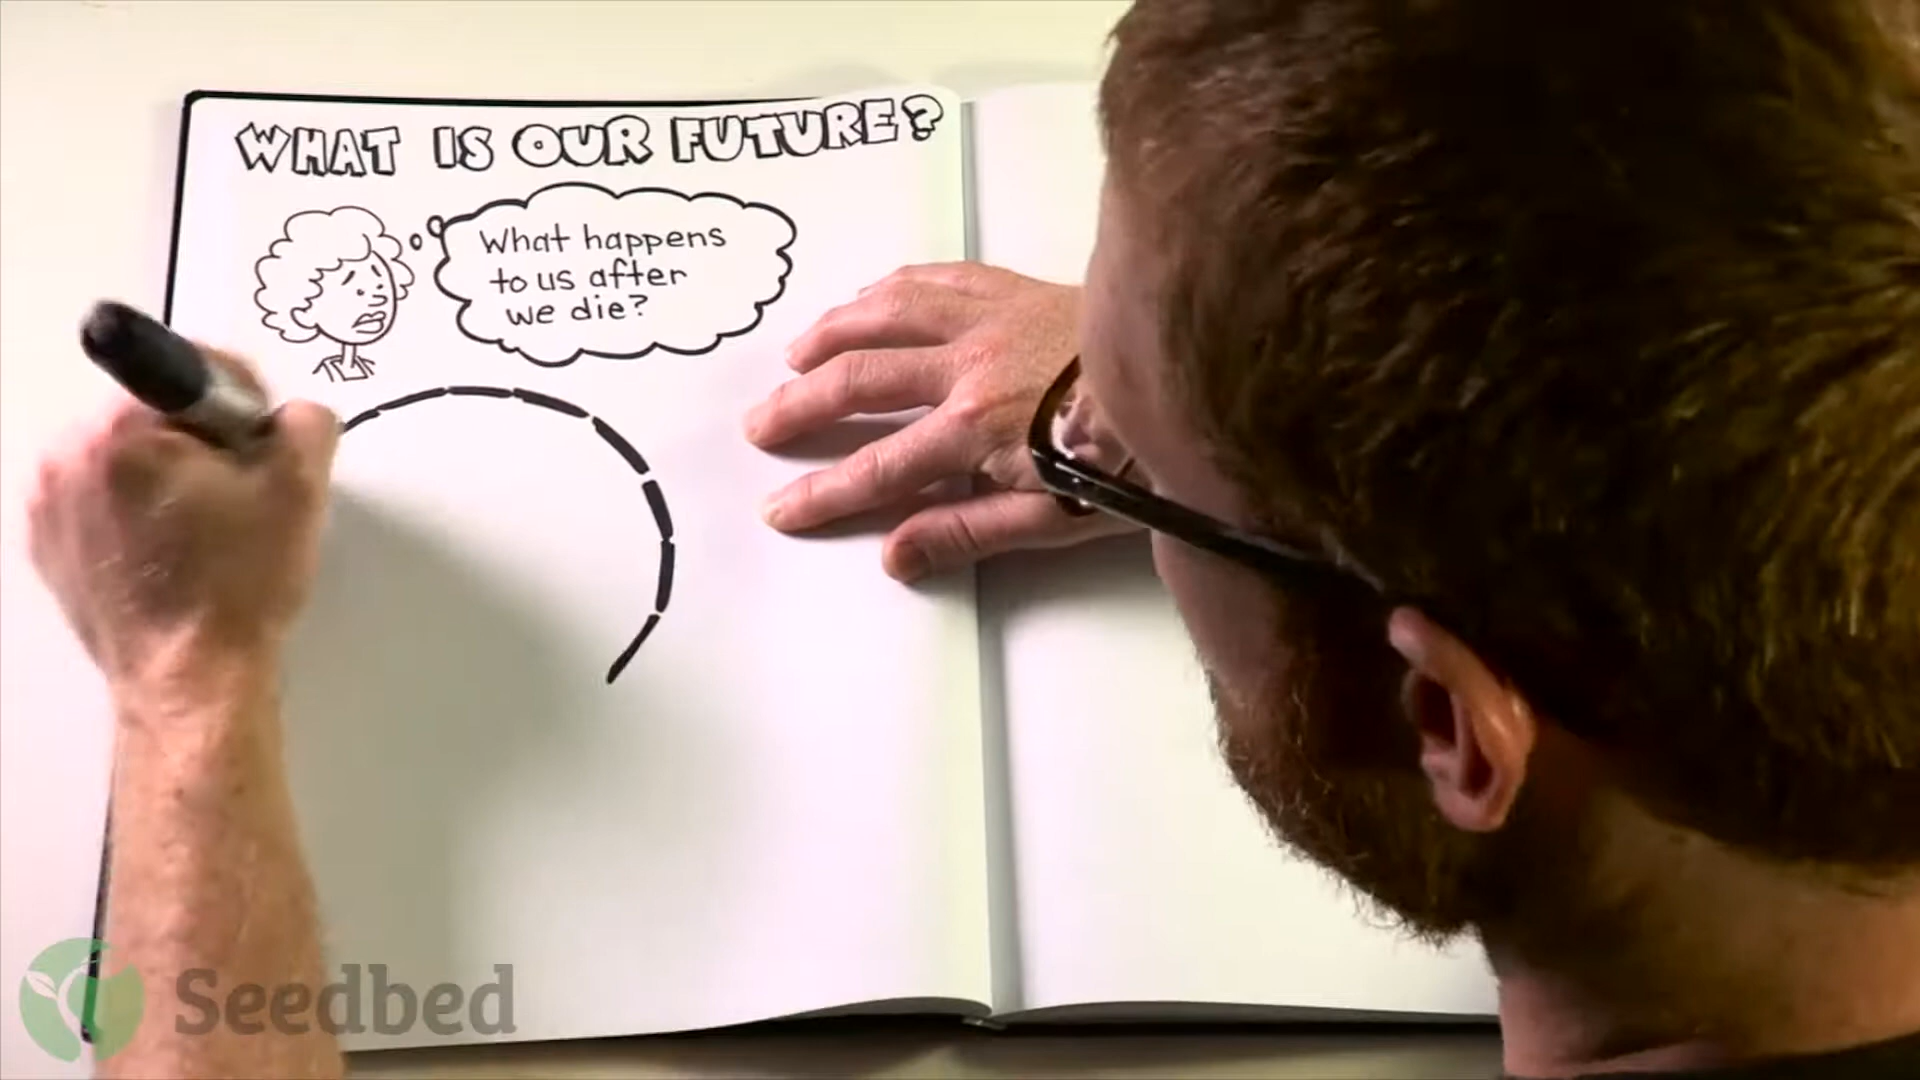 WHAT IS OUR FUTURE?
What happens
to us after
we die?
Seedbed